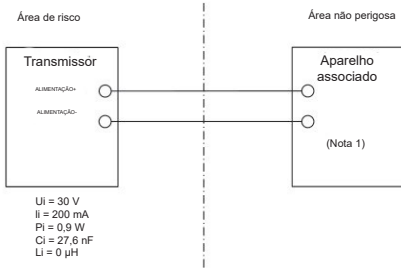 Área de risco
Área não perigosa
Transmissor
ALIMENTAÇÃO+
ALIMENTAÇÃO-
Aparelho
associado
(Nota 1)
Ui = 30 V
Ii = 200 mA
Pi = 0,9 W
Ci = 27,6 nF
Li = 0 µH